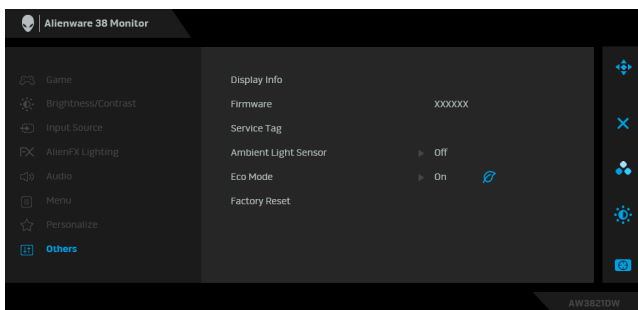 Alienware 38 Monitor
Game
Brightness/Contrast
Input Source
AlienFX Lighting
Audio
Menu
Personalize
Others
Display Info
Firmware XXXXXX
Service Tag
Ambient Light Sensor Off
Eco Mode On
Factory Reset
AW3821DW